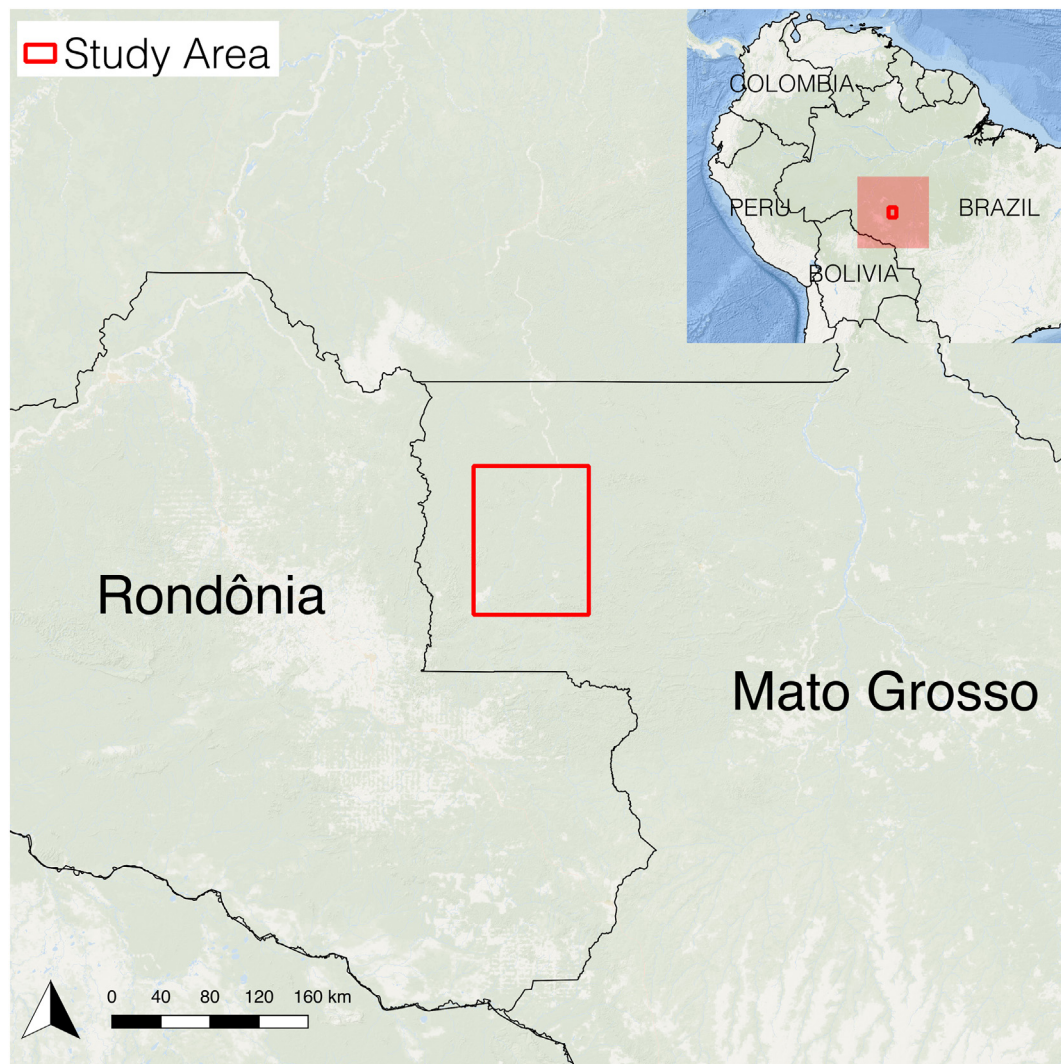 Study Area
COLOMBIA
PERU
BRAZIL
BOLIVIA
Rondônia
Mato Grosso
0 40 80 120 160 km